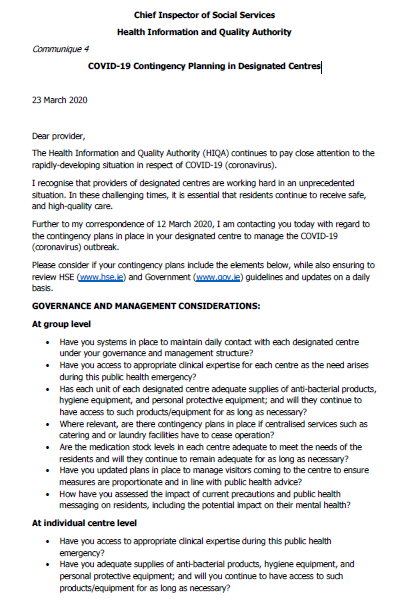 Chief Inspector of Social Services
Health Information and Quality Authority
Communique 4
COVID-19 Contingency Planning in Designated Centres
23 March 2020
Dear provider,
The Health Information and Quality Authority (HIQA) continues to pay close attention to the
rapidly-developing situation in respect of COVID-19 (coronavirus).
I recognise that providers of designated centres are working hard in an unprecedented
situation. In these challenging times, it is essential that residents continue to receive safe,
and high-quality care.
Further to my correspondence of 12 March 2020, I am contacting you today with regard to
the contingency plans in place in your designated centre to manage the COVID-19
(coronavirus) outbreak.
Please consider if your contingency plans include the elements below, while also ensuring to
review HSE (www.hse.ie) and Government (www.gov.ie) guidelines and updates on a daily
basis.
GOVERNANCE AND MANAGEMENT CONSIDERATIONS:
At group level
• Have you systems in place to maintain daily contact with each designated centre
under your governance and management structure?
• Have you access to appropriate clinical expertise for each centre as the need arises
during this public health emergency?
• Has each unit of each designated centre adequate supplies of anti-bacterial products,
hygiene equipment, and personal protective equipment; and will they continue to
have access to such products/equipment for as long as necessary?
• Where relevant, are there contingency plans in place if centralised services such as
catering and or laundry facilities have to cease operation?
• Are the medication stock levels in each centre adequate to meet the needs of the
residents and will they continue to remain adequate for as long as necessary?
• Have you updated plans in place to manage visitors coming to the centre to ensure
measures are proportionate and in line with public health advice?
• How have you assessed the impact of current precautions and public health
messaging on residents, including the potential impact on their mental health?
At individual centre level
• Have you access to appropriate clinical expertise during this public health
emergency?
• Have you adequate supplies of anti-bacterial products, hygiene equipment, and
personal protective equipment; and will you continue to have access to such
products/equipment for as long as necessary?